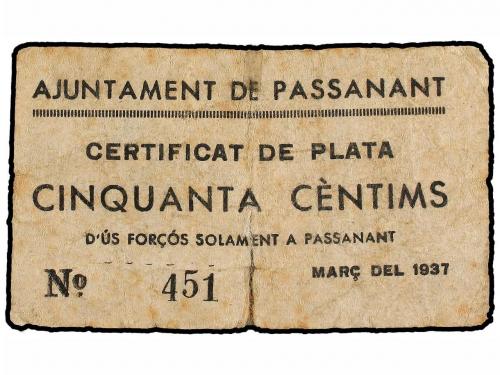 AJUNTAMENT DE PASSANANT
CERTIFICAT DE PLATA
CINQUANTA CÈNTIMS
D'ÚS FORÇÓS SOLAMENT A PASSANANT
Nº 451 MARÇ DEL 1937